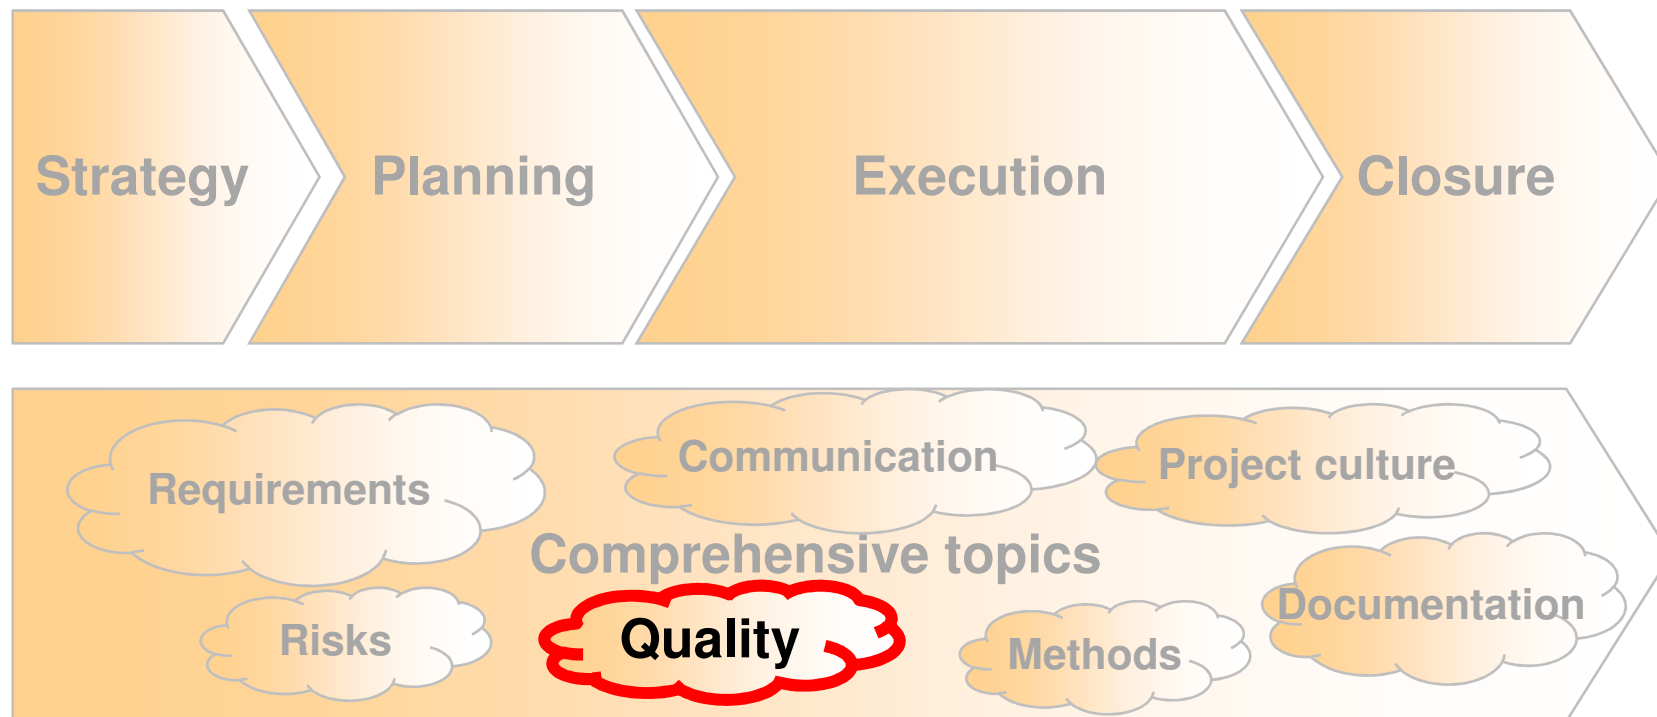 Strategy
Planning
Execution
Closure
Requirements
Communication
Project culture
Comprehensive topics
Risks
Quality
Methods
Documentation